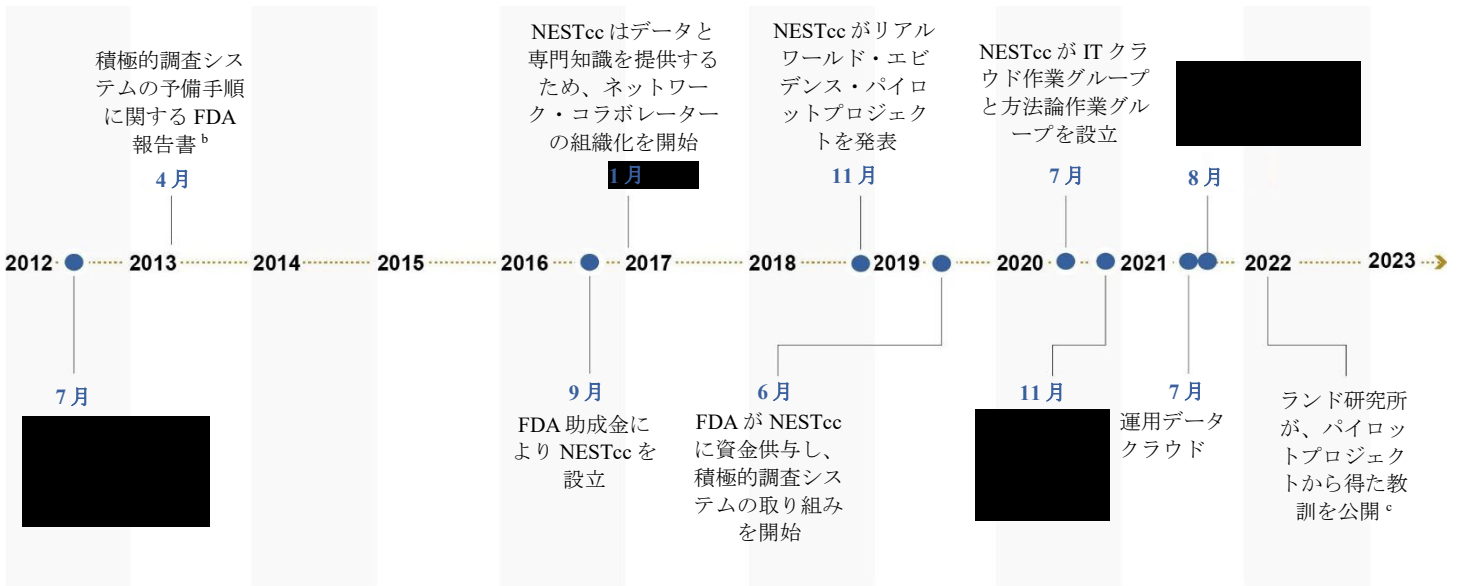 積極的調査シス
テムの予備手順
に関する FDA
報告書 b
4 月
NESTcc はデータと
専門知識を提供する
ため、ネットワー
ク・コラボレーター
の組織化を開始
1 月
NESTcc がリアル
ワールド・エビ
デンス・パイロ
ットプロジェク
トを発表
11 月
NESTcc が IT クラ
ウド作業グループ
と方法論作業グル
ープを設立
7 月
8 月
2012 2013 2014 2015 2016 2017 2018 2019 2020 2021 2022 2023
7 月
9 月
FDA 助成金に
より NESTcc を
設立
6 月
FDA が NESTcc
に資金供与し、
積極的調査シス
テムの取り組み
を開始
11 月
7 月
運用データ
クラウド
ランド研究所
が、パイロッ
トプロジェク
トから得た教
訓を公開 c